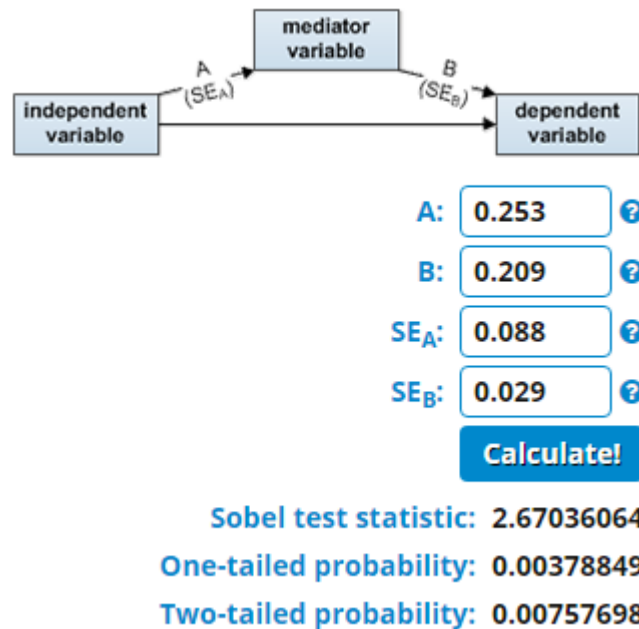 mediator
variable
A
(SEA)
B
(SEB)
independent
variable
dependent
variable
A: 0.253 ?
B: 0.209 ?
SEA: 0.088 ?
SEB: 0.029 ?
Calculate!
Sobel test statistic: 2.67036064
One-tailed probability: 0.00378849
Two-tailed probability: 0.00757698